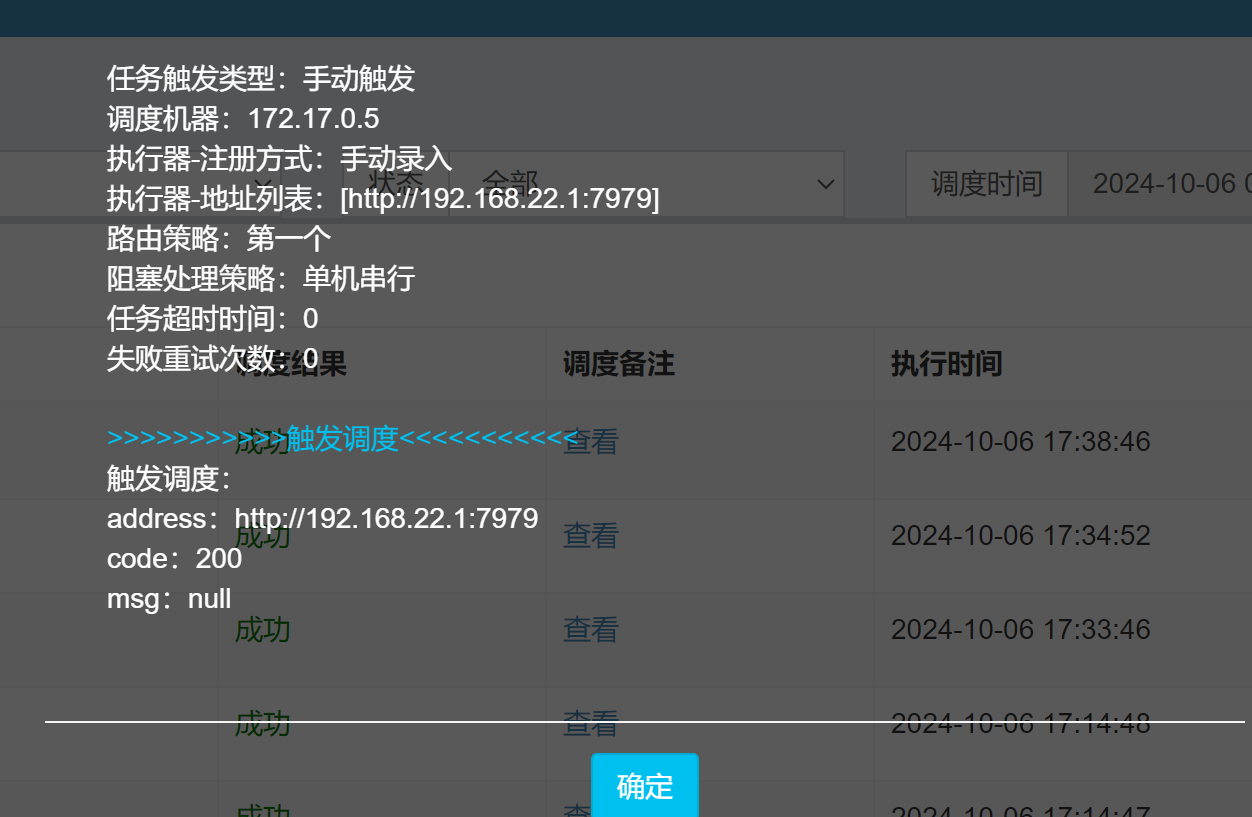 任务触发类型：手动触发
调度机器：172.17.0.5
执行器-注册方式：手动录入
状态 全部 调度时间 2024-10-06
执行器-地址列表：[http://192.168.22.1:7979]
路由策略：第一个
阻塞处理策略：单机串行
任务超时时间：0
失败重试次数：0
调度结果 调度备注 执行时间
>>>>>>>>>>>触发调度<<<<<<<<<<<
成功 查看 2024-10-06 17:38:46
触发调度：
address：http://192.168.22.1:7979
成功 查看 2024-10-06 17:34:52
code：200
msg：null
成功 查看 2024-10-06 17:33:46
成功 查看 2024-10-06 17:14:48
确定
成功 查看 2024-10-06 17:14:47